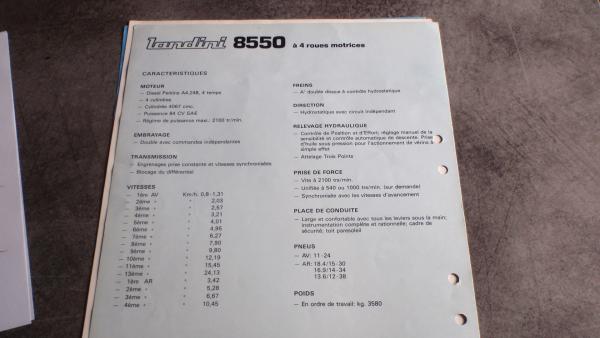 Landini 8550 à 4 roues motrices
CARACTERISTIQUES
MOTEUR
— Diesel Perkins A4.248, 4 temps
— 4 cylindres
— Cylindrée 4067 cmc.
— Puissance 84 CV SAE
— Régime de puissance max.: 2100 tr/min.
EMBRAYAGE
— Double avec commandes indépendantes
TRANSMISSION
— Engrenages prise constante et vitesses synchronisées
— Blocage du différentiel
VITESSES
— 1ère AV Km/h. 0,8-1,31
— 2ème " " 2,03
— 3ème " " 2,57
— 4ème " " 3,21
— 5ème " " 4,01
— 6ème " " 4,95
— 7ème " " 6,27
— 8ème " " 7,80
— 9ème " " 9,80
— 10ème " " 12,19
— 11ème " " 15,45
— 12ème " " 24,13
— 1ère AR " 3,42
— 2ème " " 5,28
— 3ème " " 6,67
— 4ème " " 10,45
FREINS
— A' double disque à contrôle hydrostatique
DIRECTION
— Hydrostatique avec circuit indépendant
RELEVAGE HYDRAULIQUE
— Contrôle de Position et d'Effort; réglage manuel de la
sensibilité et contrôle automatique de descente. Prise
d'huile sous pression pour l'actionnement de vérins à
simple effet
— Attelage Trois Points
PRISE DE FORCE
— Vite à 2100 trs/min.
— Unifiée à 540 ou 1000 trs/min. (sur demande)
— Synchronisée avec les vitesses d'avancement
PLACE DE CONDUITE
— Large et confortable avec tous les leviers sous la main;
instrumentation complète et rationnelle; cadre de
sécurité; toit paresoleil
PNEUS
— AV: 11-24
— AR: 18.4/15-30
16.9/14-34
13.6/12-38
POIDS
— En ordre de travail: kg. 3580